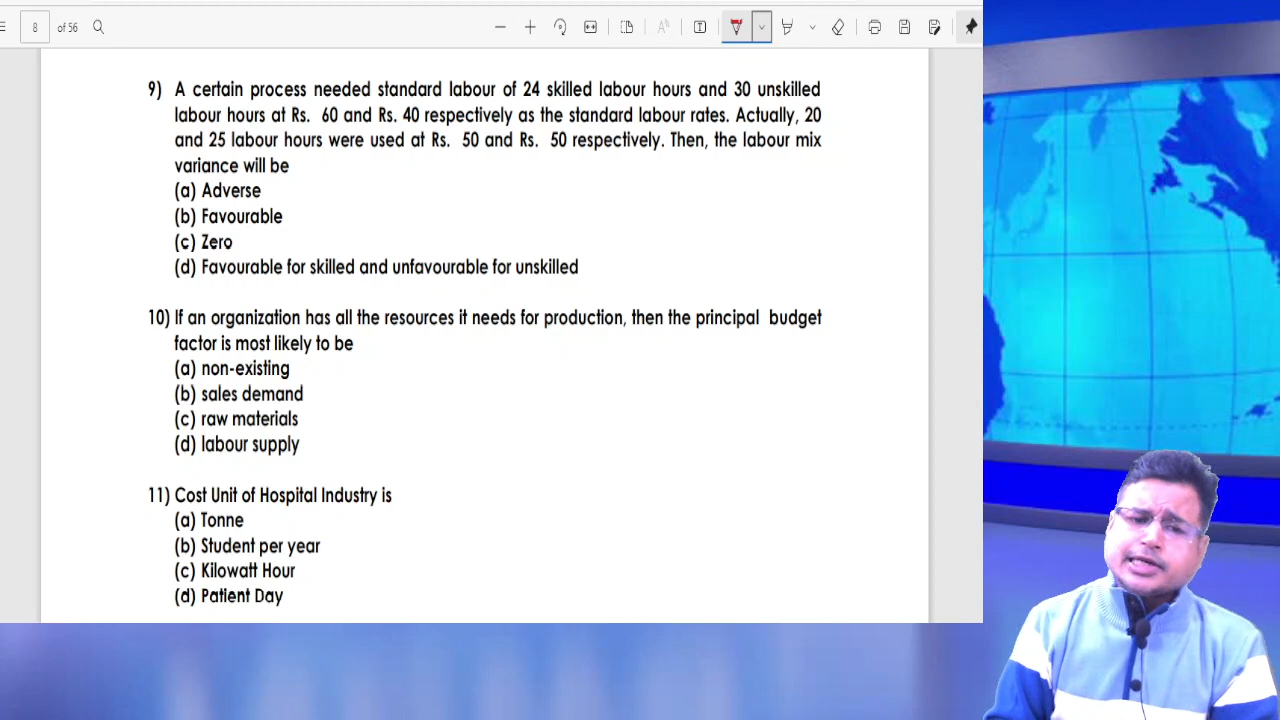 8 of 56
9) A certain process needed standard labour of 24 skilled labour hours and 30 unskilled
labour hours at Rs. 60 and Rs. 40 respectively as the standard labour rates. Actually, 20
and 25 labour hours were used at Rs. 50 and Rs. 50 respectively. Then, the labour mix
variance will be
(a) Adverse
(b) Favourable
(c) Zero
(d) Favourable for skilled and unfavourable for unskilled
10) If an organization has all the resources it needs for production, then the principal budget
factor is most likely to be
(a) non-existing
(b) sales demand
(c) raw materials
(d) labour supply
11) Cost Unit of Hospital Industry is
(a) Tonne
(b) Student per year
(c) Kilowatt Hour
(d) Patient Day